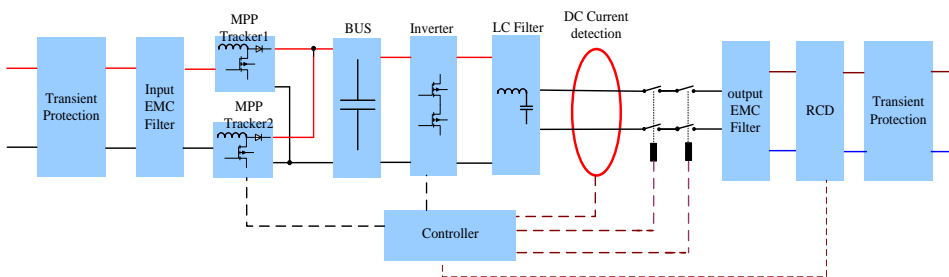 Transient
Protection
Input
EMC
Filter
MPP
Tracker1
MPP
Tracker2
BUS
Inverter
LC Filter
DC Current
detection
output
EMC
Filter
RCD
Transient
Protection
Controller